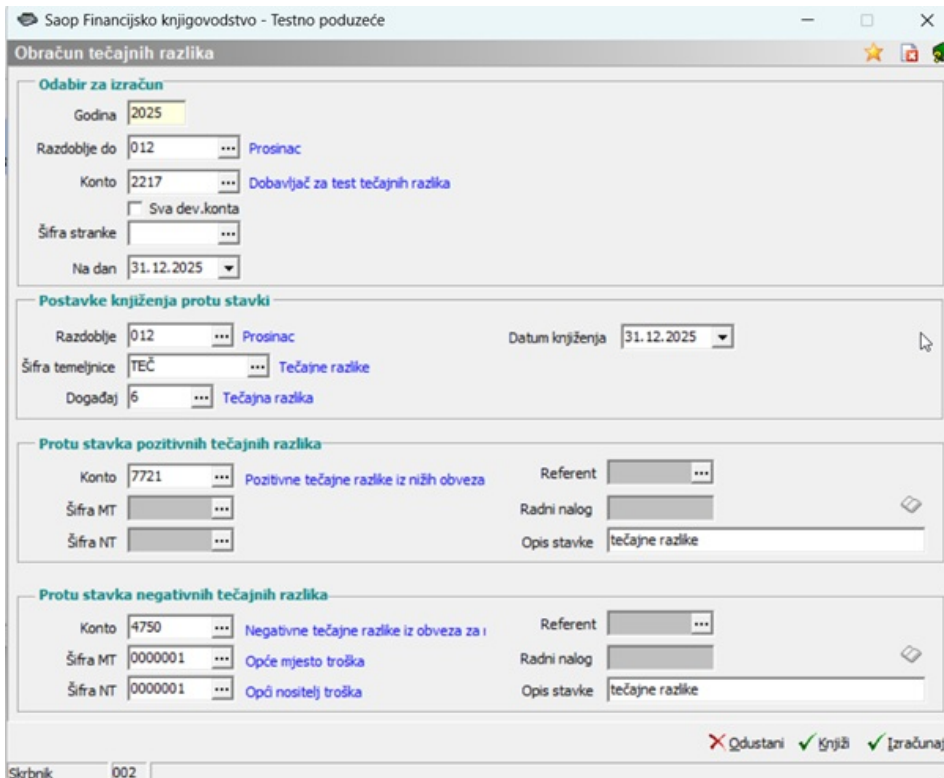 Saop Financijsko knjigovodstvo - Testno poduzeće
Obračun tečajnih razlika
Odabir za izračun
Godina 2025
Razdoblje do 012 ... Prosinac
Konto 2217 ... Dobavljač za test tečajnih razlika
Sva dev.konta
Šifra stranke ...
Na dan 31.12.2025
Postavke knjiženja protu stavki
Razdoblje 012 ... Prosinac Datum knjiženja 31.12.2025
Šifra temeljnice TEČ ... Tečajne razlike
Događaj 6 ... Tečajna razlika
Protu stavka pozitivnih tečajnih razlika
Konto 7721 ... Pozitivne tečajne razlike iz nižih obveza Referent ...
Šifra MT ... Radni nalog
Šifra NT ... Opis stavke tečajne razlike
Protu stavka negativnih tečajnih razlika
Konto 4750 ... Negativne tečajne razlike iz obveza za Referent ...
Šifra MT 0000001 ... Opće mjesto troška Radni nalog
Šifra NT 0000001 ... Opći nositelj troška Opis stavke tečajne razlike
Odustani Knjiži Izračunaj
Skrbnik 002